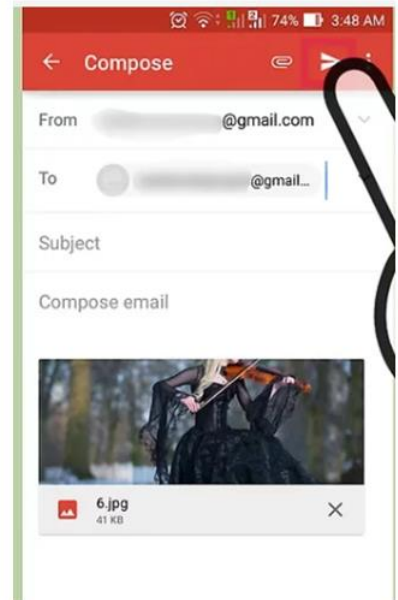 74% 3:48 AM
Compose
From @gmail.com
To @gmail...
Subject
Compose email
6.jpg
41 KB